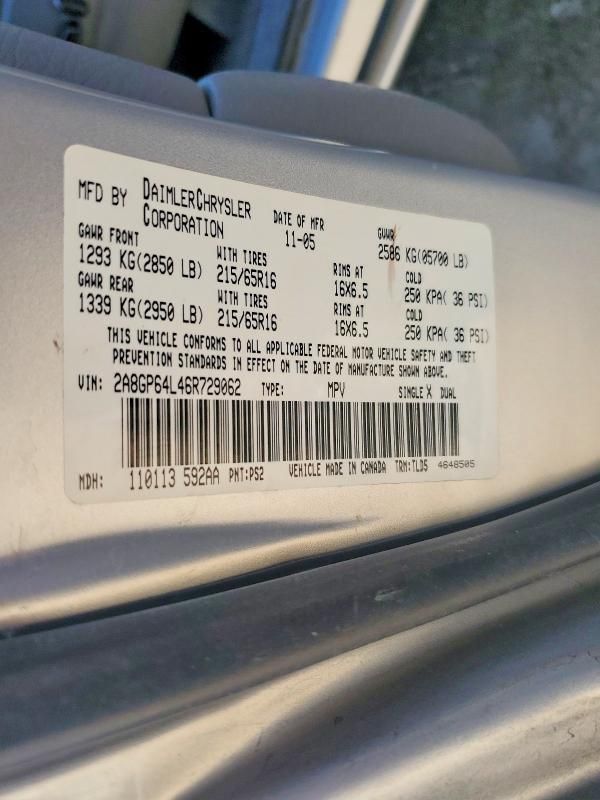 MFD BY DAIMLERCHRYSLER CORPORATION DATE OF MFR 11-05 GVWR 2586 KG(05700 LB)
GAWR FRONT WITH TIRES RIMS AT COLD
1293 KG(2850 LB) 215/65R16 16X6.5 250 KPA( 36 PSI)
GAWR REAR WITH TIRES RIMS AT COLD
1339 KG(2950 LB) 215/65R16 16X6.5 250 KPA( 36 PSI)
THIS VEHICLE CONFORMS TO ALL APPLICABLE FEDERAL MOTOR VEHICLE SAFETY AND THEFT
PREVENTION STANDARDS IN EFFECT ON THE DATE OF MANUFACTURE SHOWN ABOVE.
VIN: 2A8GP64L46R729062 TYPE: MPV SINGLE X DUAL
MDH: 110113 592AA PNT:PS2 VEHICLE MADE IN CANADA TRM:TLD5 4648505